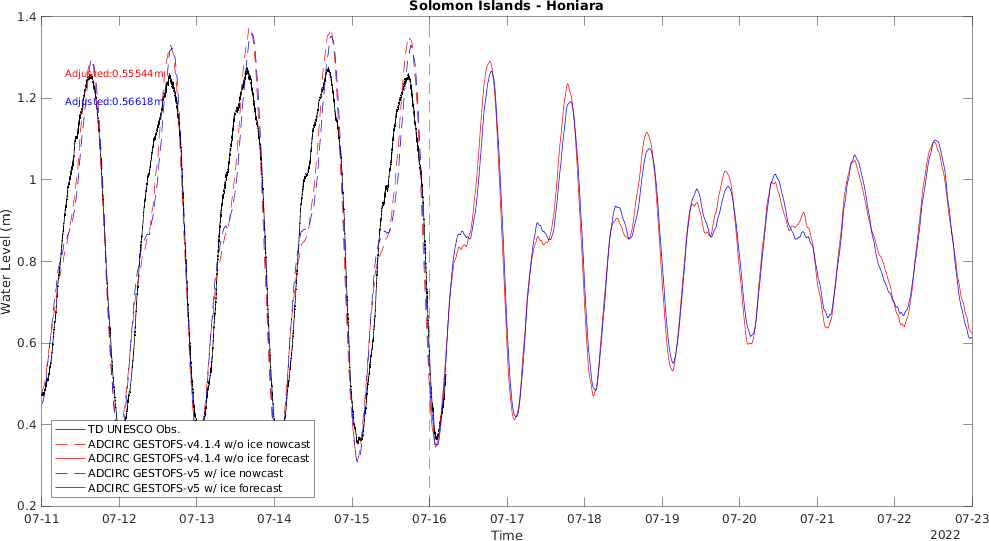 Solomon Islands - Honiara
1.4
1.2
1
0.8
0.6
0.4
0.2
Water Level (m)
Adjusted:0.55544m
Adjusted:0.56618m
TD UNESCO Obs.
ADCIRC GESTOFS-v4.1.4 w/o ice nowcast
ADCIRC GESTOFS-v4.1.4 w/o ice forecast
ADCIRC GESTOFS-v5 w/ ice nowcast
ADCIRC GESTOFS-v5 w/ ice forecast
07-11 07-12 07-13 07-14 07-15 07-16 07-17 07-18 07-19 07-20 07-21 07-22 07-23
Time
2022